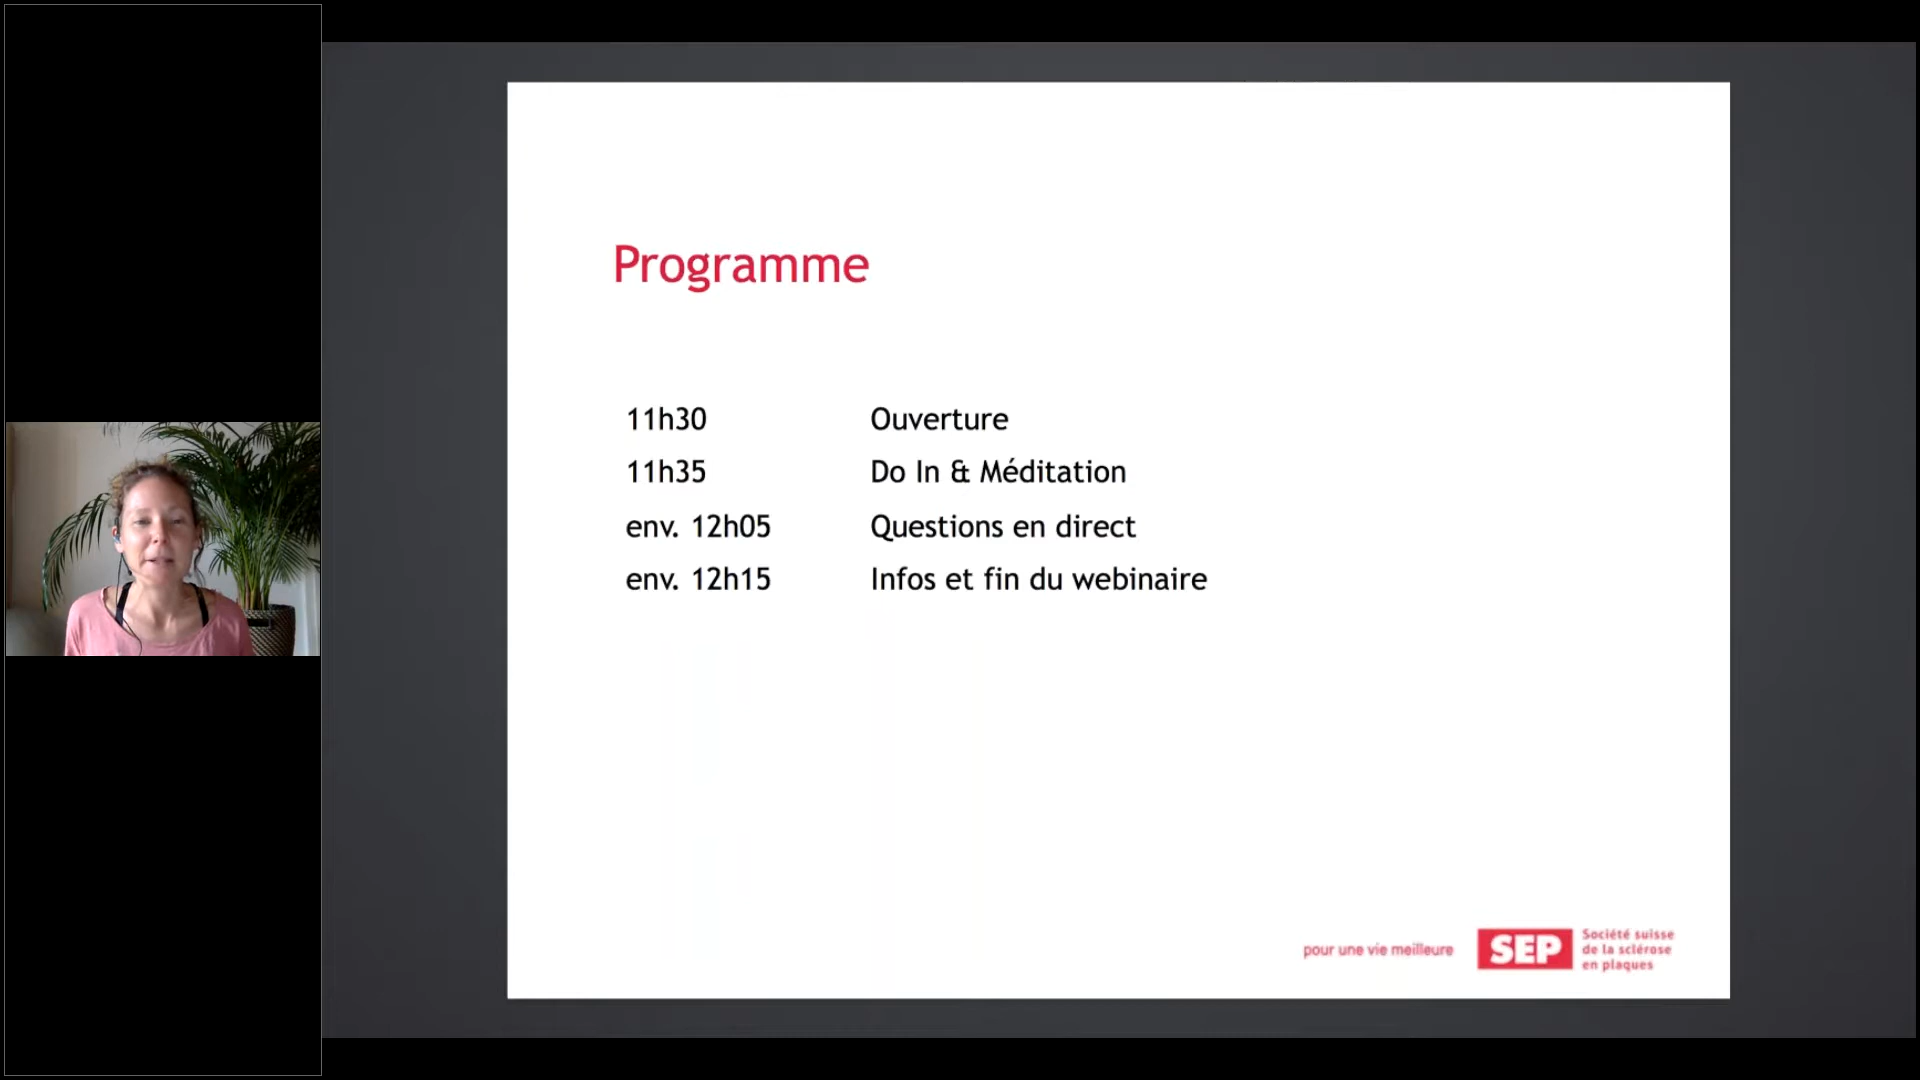 Programme
11h30 Ouverture
11h35 Do In & Méditation
env. 12h05 Questions en direct
env. 12h15 Infos et fin du webinaire
pour une vie meilleure
SEP
Société suisse
de la sclérose
en plaques